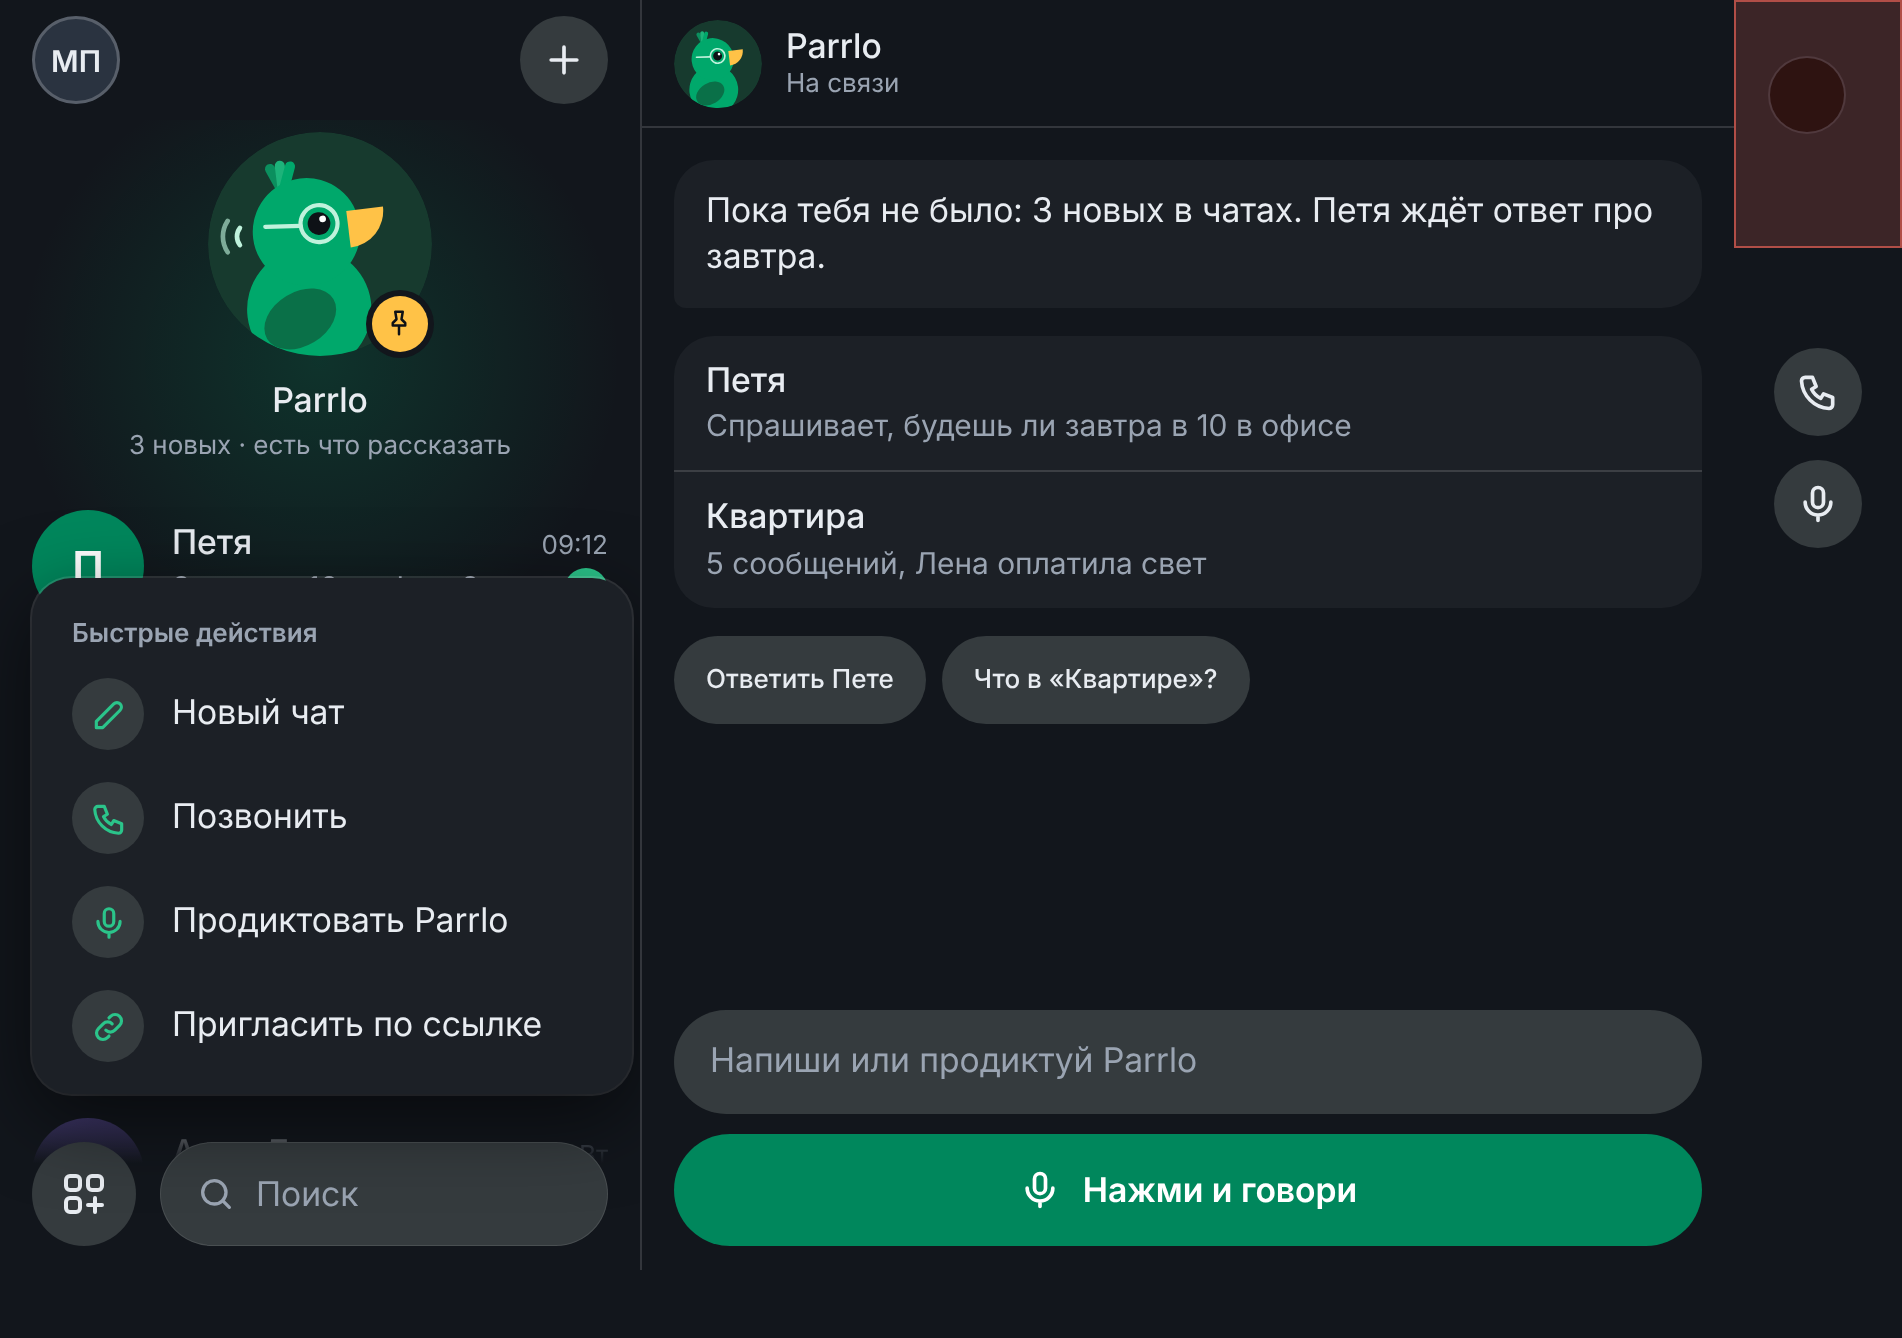 МП
Parrlo
3 новых · есть что рассказать
П
Петя
09:12
Быстрые действия
Новый чат
Позвонить
Продиктовать Parrlo
Пригласить по ссылке
Поиск
Parrlo
На связи
Пока тебя не было: 3 новых в чатах. Петя ждёт ответ про
завтра.
Петя
Спрашивает, будешь ли завтра в 10 в офисе
Квартира
5 сообщений, Лена оплатила свет
Ответить Пете
Что в «Квартире»?
Напиши или продиктуй Parrlo
Нажми и говори